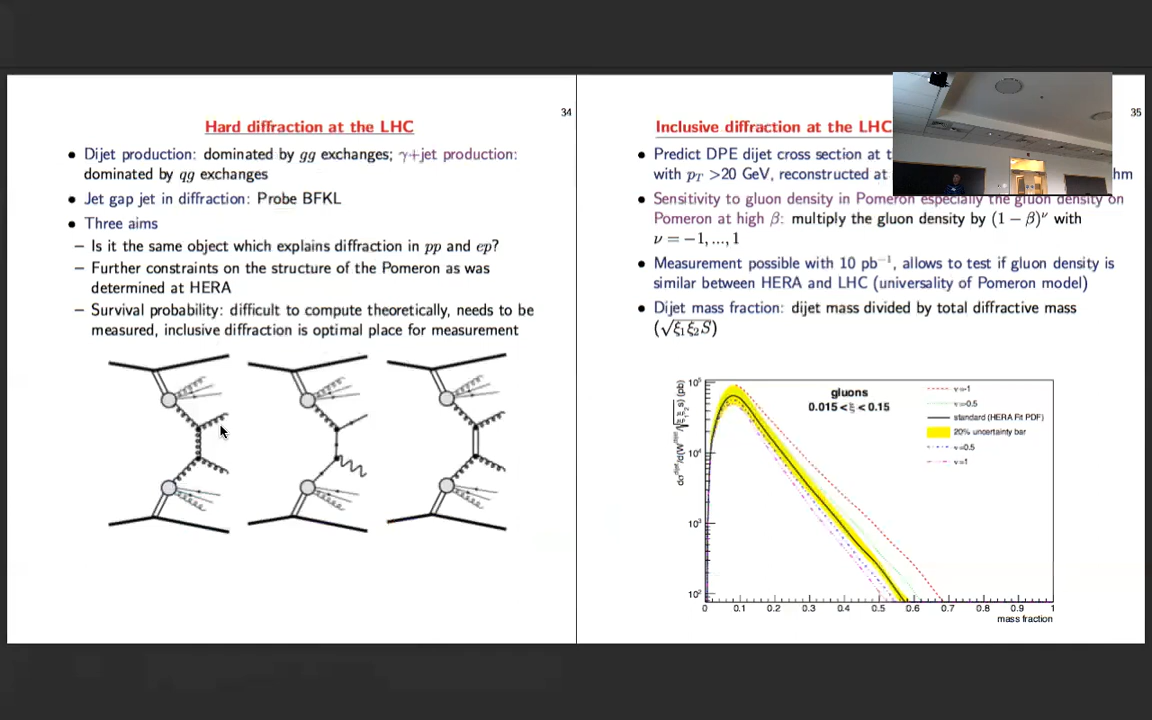 34
Hard diffraction at the LHC
• Dijet production: dominated by gg exchanges; γ+jet production:
dominated by qg exchanges
• Jet gap jet in diffraction: Probe BFKL
• Three aims
– Is it the same object which explains diffraction in pp and ep?
– Further constraints on the structure of the Pomeron as was
determined at HERA
– Survival probability: difficult to compute theoretically, needs to be
measured, inclusive diffraction is optimal place for measurement
35
Inclusive diffraction at the LHC
• Predict DPE dijet cross section at t
with pT >20 GeV, reconstructed at hm
• Sensitivity to gluon density in Pomeron especially the gluon density on
Pomeron at high β: multiply the gluon density by (1 − β)^ν with
ν = −1, ..., 1
• Measurement possible with 10 pb⁻¹, allows to test if gluon density is
similar between HERA and LHC (universality of Pomeron model)
• Dijet mass fraction: dijet mass divided by total diffractive mass
(√ξ₁ξ₂S)
gluons
0.015<ξ<0.15
ν=-1
ν=-0.5
standard (HERA Fit PDF)
20% uncertainty bar
ν=0.5
ν=1
10⁵
10⁴
10³
10²
0 0.1 0.2 0.3 0.4 0.5 0.6 0.7 0.8 0.9 1
mass fraction